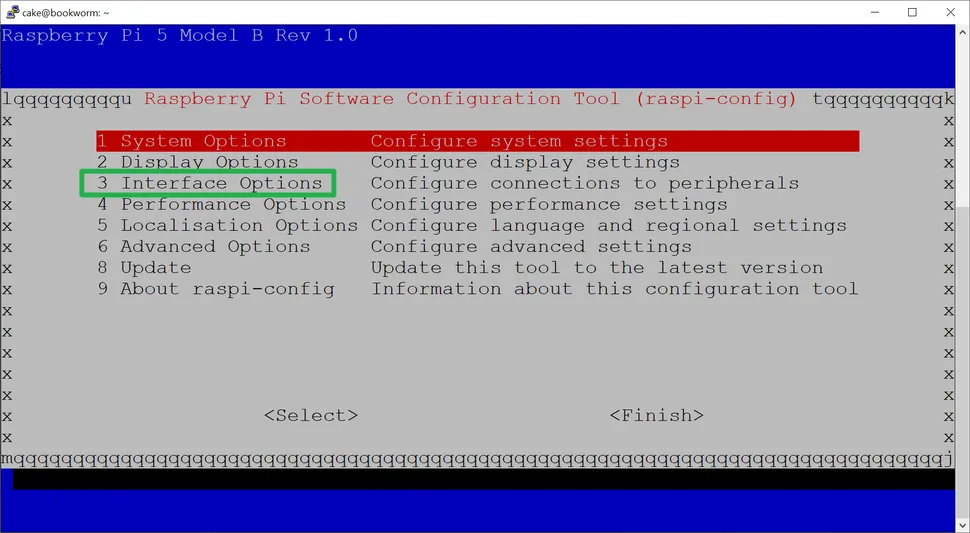 cake@bookworm: ~
Raspberry Pi 5 Model B Rev 1.0
lqqqqqqqqqqu Raspberry Pi Software Configuration Tool (raspi-config) tqqqqqqqqqqqk
x x
x 1 System Options Configure system settings x
x 2 Display Options Configure display settings x
x 3 Interface Options Configure connections to peripherals x
x 4 Performance Options Configure performance settings x
x 5 Localisation Options Configure language and regional settings x
x 6 Advanced Options Configure advanced settings x
x 8 Update Update this tool to the latest version x
x 9 About raspi-config Information about this configuration tool x
x x
x x
x x
x x
x x
x <Select> <Finish> x
x x
mqqqqqqqqqqqqqqqqqqqqqqqqqqqqqqqqqqqqqqqqqqqqqqqqqqqqqqqqqqqqqqqqqqqqqqqqqqqqqqj